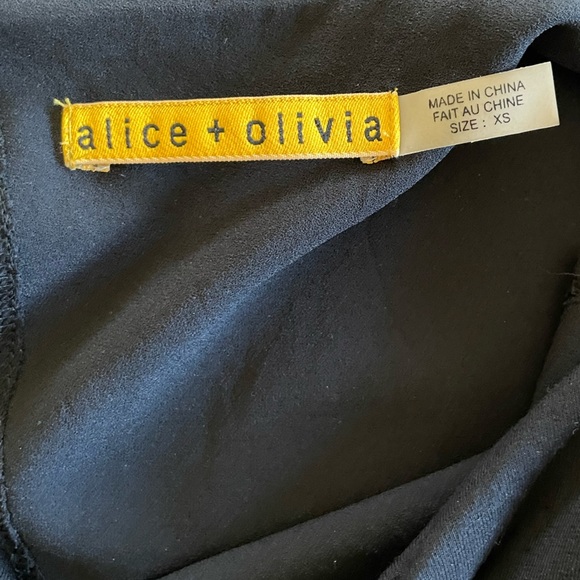 alice + olivia
MADE IN CHINA
FAIT AU CHINE
SIZE : XS